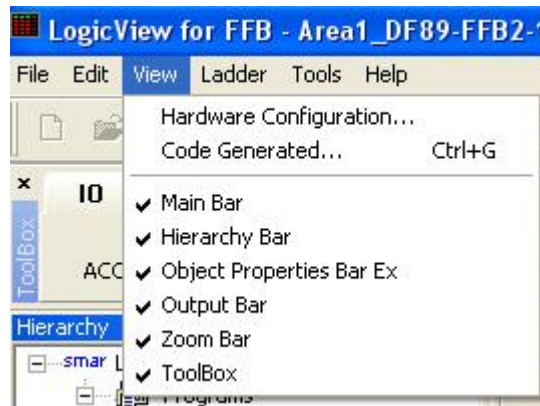 LogicView for FFB - Area1_DF89-FFB2-
File Edit View Ladder Tools Help
Hardware Configuration...
Code Generated... Ctrl+G
IO
Main Bar
Hierarchy Bar
ToolBox
Object Properties Bar Ex
ACC
Output Bar
Hierarchy
Zoom Bar
smar
ToolBox
Programs